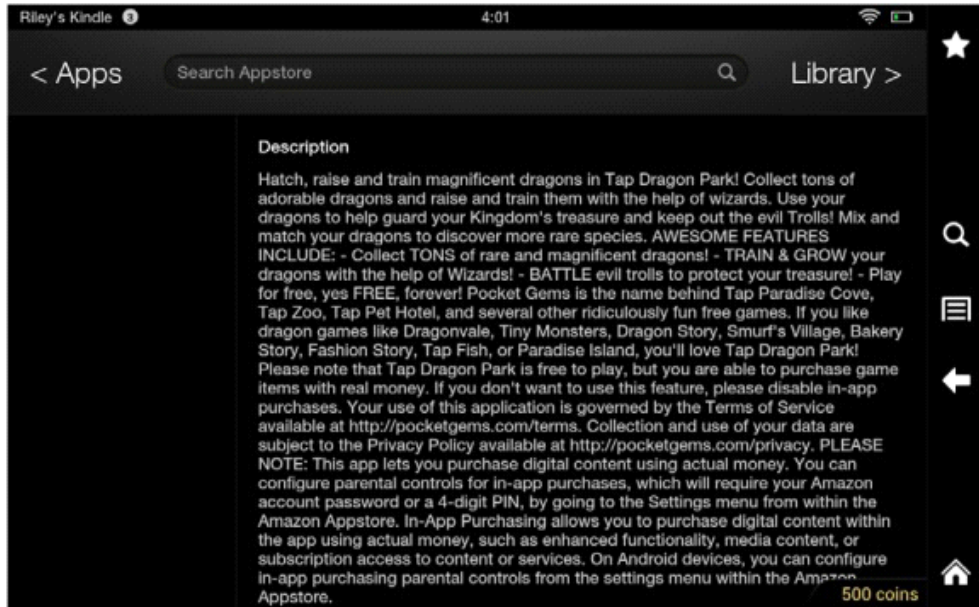 Riley's Kindle 3
4:01
< Apps
Search Appstore
Library >
Description
Hatch, raise and train magnificent dragons in Tap Dragon Park! Collect tons of
adorable dragons and raise and train them with the help of wizards. Use your
dragons to help guard your Kingdom's treasure and keep out the evil Trolls! Mix and
match your dragons to discover more rare species. AWESOME FEATURES
INCLUDE: - Collect TONS of rare and magnificent dragons! - TRAIN & GROW your
dragons with the help of Wizards! - BATTLE evil trolls to protect your treasure! - Play
for free, yes FREE, forever! Pocket Gems is the name behind Tap Paradise Cove,
Tap Zoo, Tap Pet Hotel, and several other ridiculously fun free games. If you like
dragon games like Dragonvale, Tiny Monsters, Dragon Story, Smurf's Village, Bakery
Story, Fashion Story, Tap Fish, or Paradise Island, you'll love Tap Dragon Park!
Please note that Tap Dragon Park is free to play, but you are able to purchase game
items with real money. If you don't want to use this feature, please disable in-app
purchases. Your use of this application is governed by the Terms of Service
available at http://pocketgems.com/terms. Collection and use of your data are
subject to the Privacy Policy available at http://pocketgems.com/privacy. PLEASE
NOTE: This app lets you purchase digital content using actual money. You can
configure parental controls for in-app purchases, which will require your Amazon
account password or a 4-digit PIN, by going to the Settings menu from within the
Amazon Appstore. In-App Purchasing allows you to purchase digital content within
the app using actual money, such as enhanced functionality, media content, or
subscription access to content or services. On Android devices, you can configure
in-app purchasing parental controls from the settings menu within the Amazon
Appstore.
500 coins